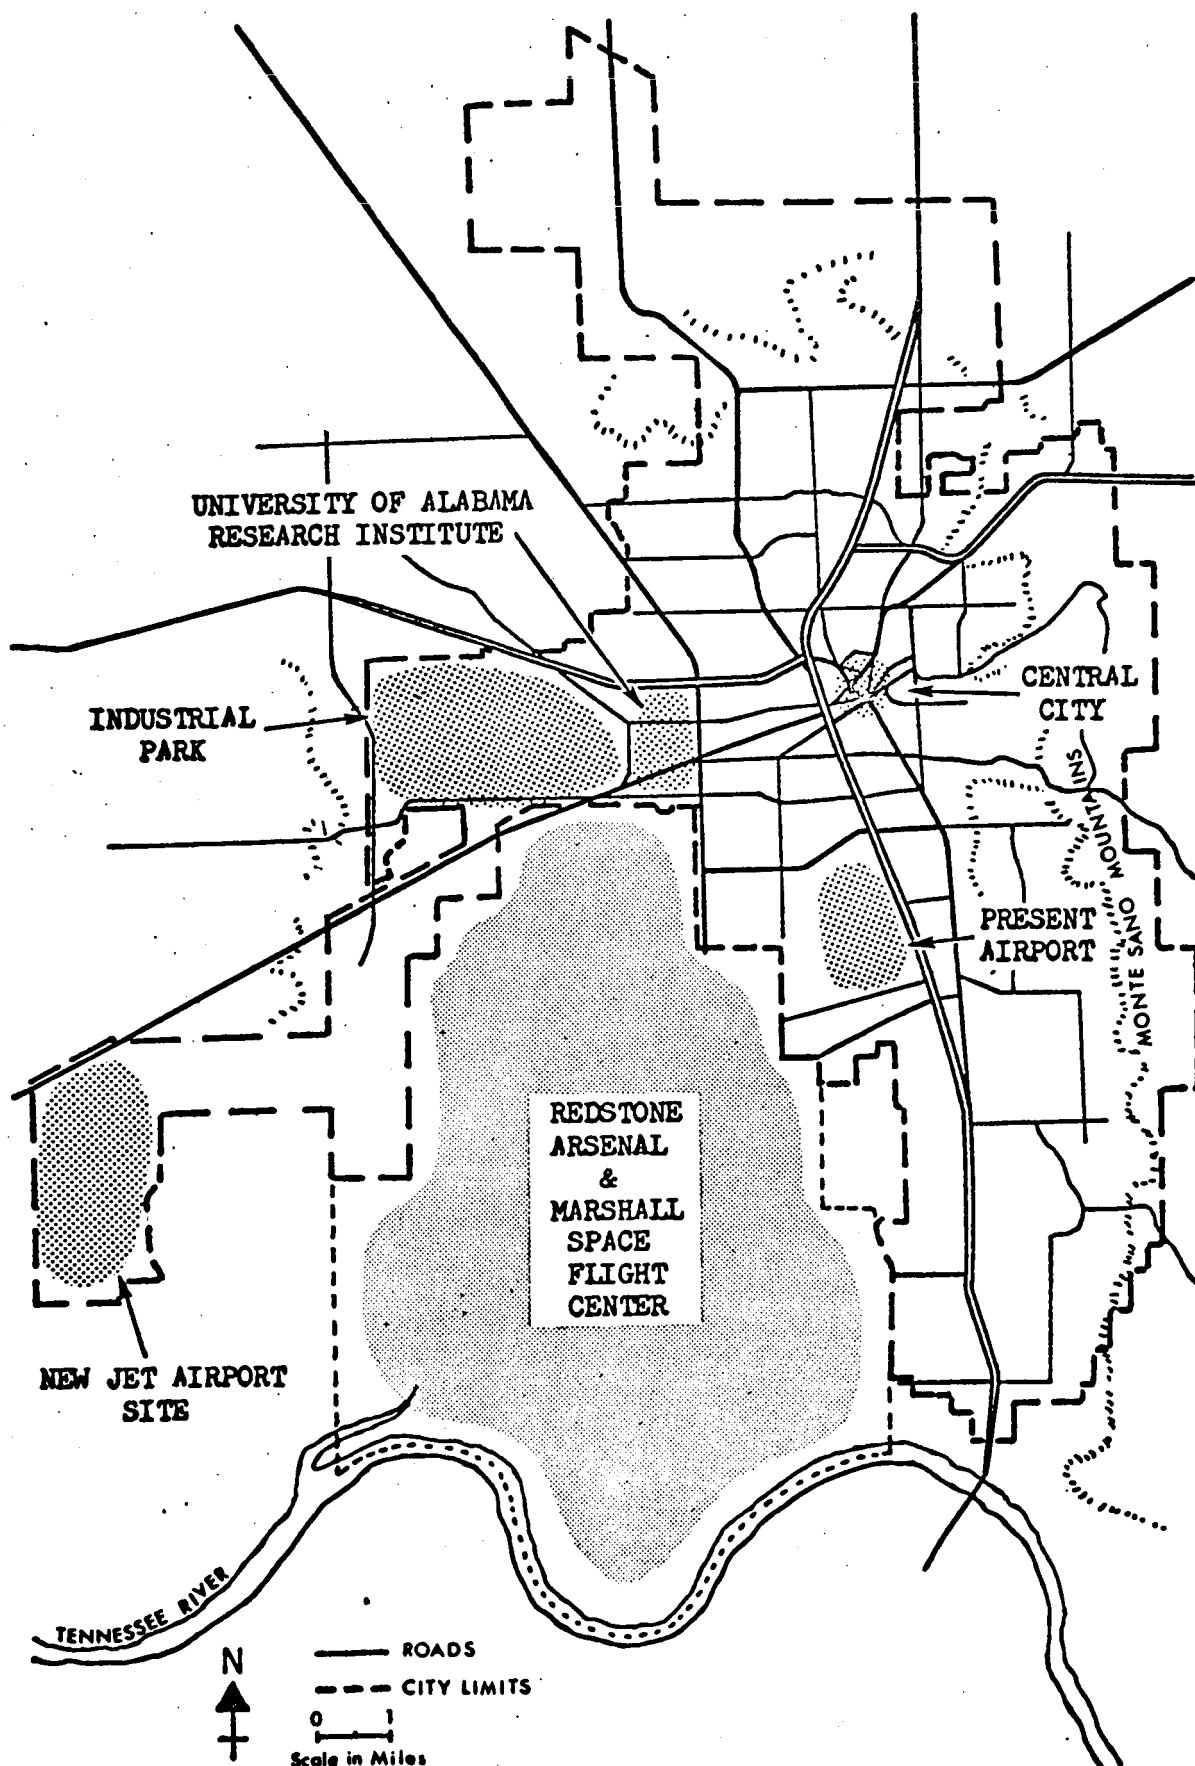 UNIVERSITY OF ALABAMA
RESEARCH INSTITUTE
INDUSTRIAL
PARK
CENTRAL
CITY
MONTE SANO MOUNTAINS
PRESENT
AIRPORT
REDSTONE
ARSENAL
&
MARSHALL
SPACE
FLIGHT
CENTER
NEW JET AIRPORT
SITE
TENNESSEE RIVER
N
ROADS
CITY LIMITS
0 1
Scale in Miles